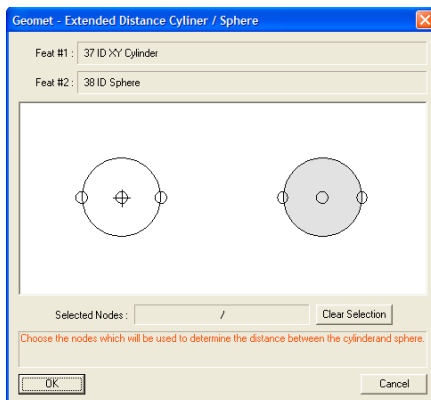 Geomet - Extended Distance Cyliner / Sphere
Feat #1 : 37 ID XY Cylinder
Feat #2 : 38 ID Sphere
Selected Nodes : / Clear Selection
Choose the nodes which will be used to determine the distance between the cylinderand sphere.
OK Cancel